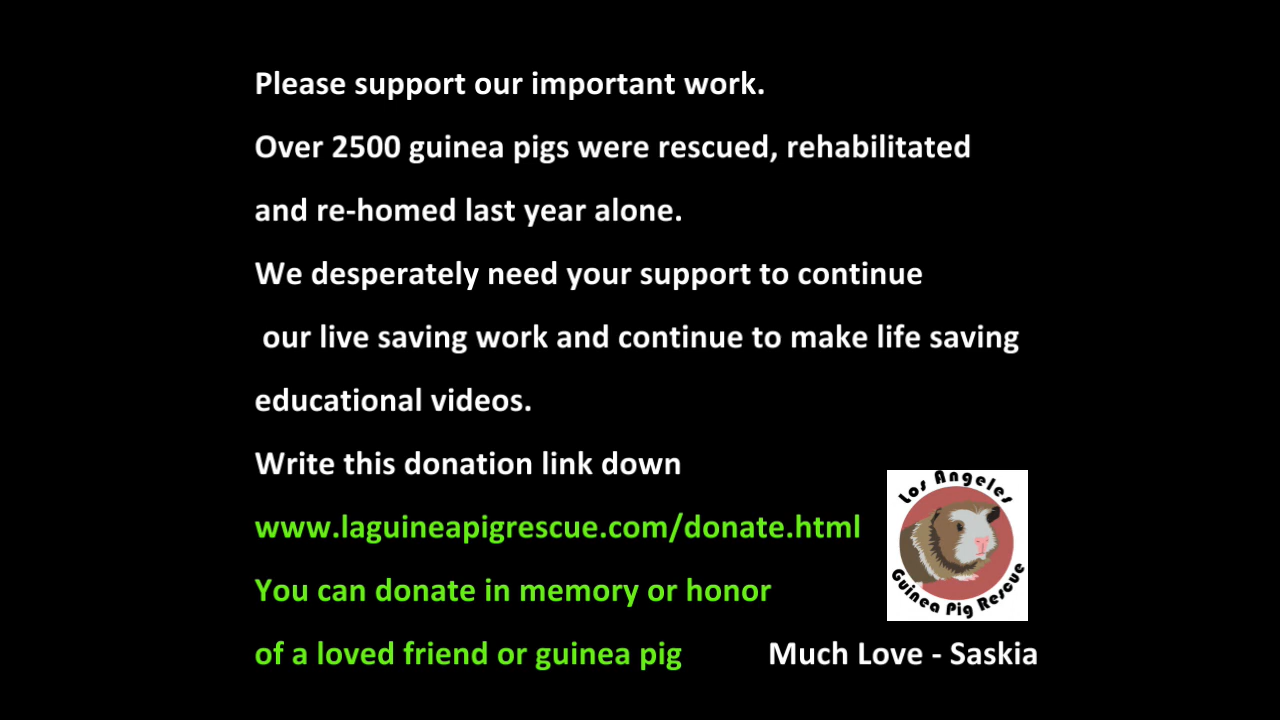 Please support our important work.
Over 2500 guinea pigs were rescued, rehabilitated
and re-homed last year alone.
We desperately need your support to continue
our live saving work and continue to make life saving
educational videos.
Write this donation link down
www.laguineapigrescue.com/donate.html
Los Angeles
Guinea Pig Rescue
You can donate in memory or honor
of a loved friend or guinea pig
Much Love - Saskia